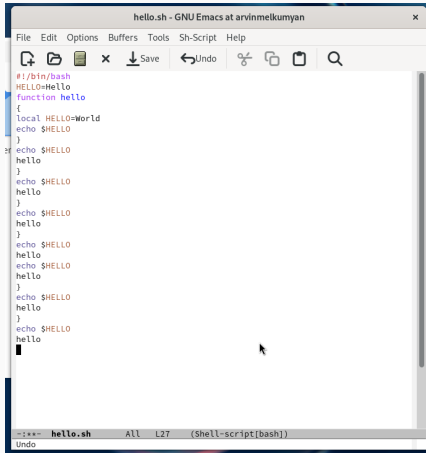 hello.sh - GNU Emacs at arvinmelkumyan
File Edit Options Buffers Tools Sh-Script Help
Save Undo
#!/bin/bash
HELLO=Hello
function hello
{
local HELLO=World
echo $HELLO
}
echo $HELLO
hello
}
echo $HELLO
hello
}
echo $HELLO
hello
}
echo $HELLO
hello
echo $HELLO
hello
}
echo $HELLO
hello
}
echo $HELLO
hello
-:**- hello.sh All L27 (Shell-script[bash])
Undo